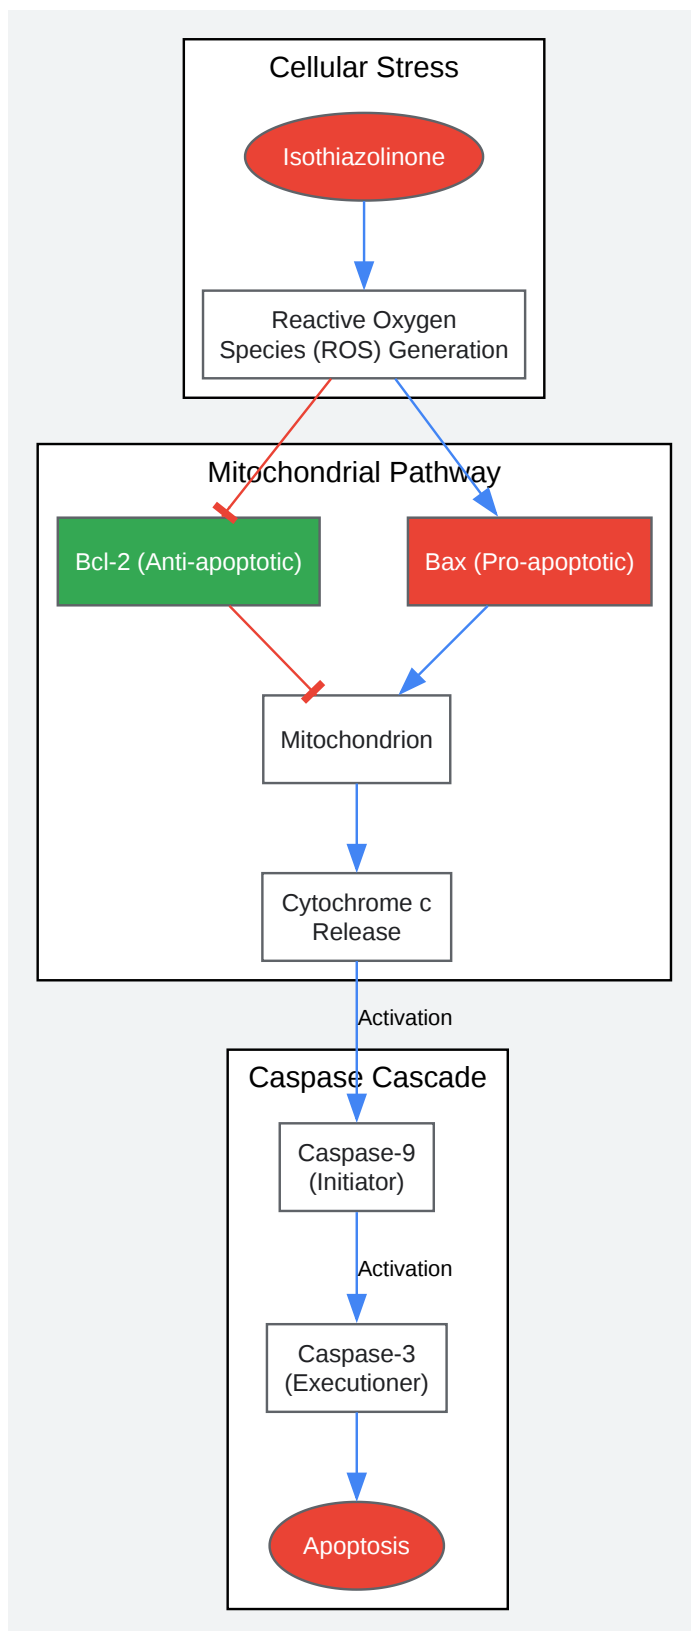 Cellular Stress
Isothiazolinone
Reactive Oxygen
Species (ROS) Generation
Mitochondrial Pathway
Bcl-2 (Anti-apoptotic)
Bax (Pro-apoptotic)
Mitochondrion
Cytochrome c
Release
Activation
Caspase Cascade
Caspase-9
(Initiator)
Activation
Caspase-3
(Executioner)
Apoptosis